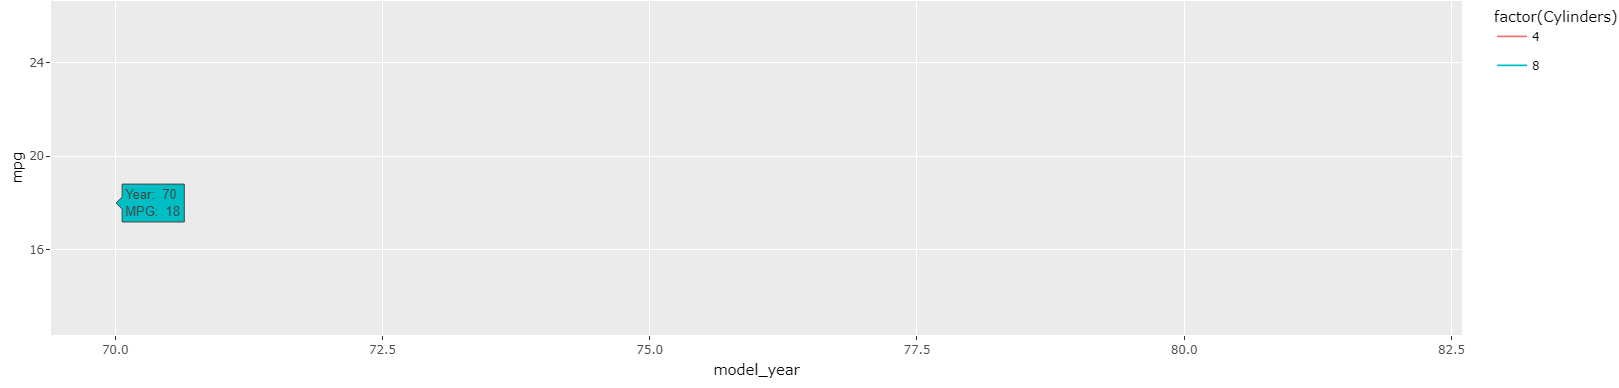 factor(Cylinders)
4
8
24
20
16
mpg
Year: 70
MPG: 18
70.0 72.5 75.0 77.5 80.0 82.5
model_year